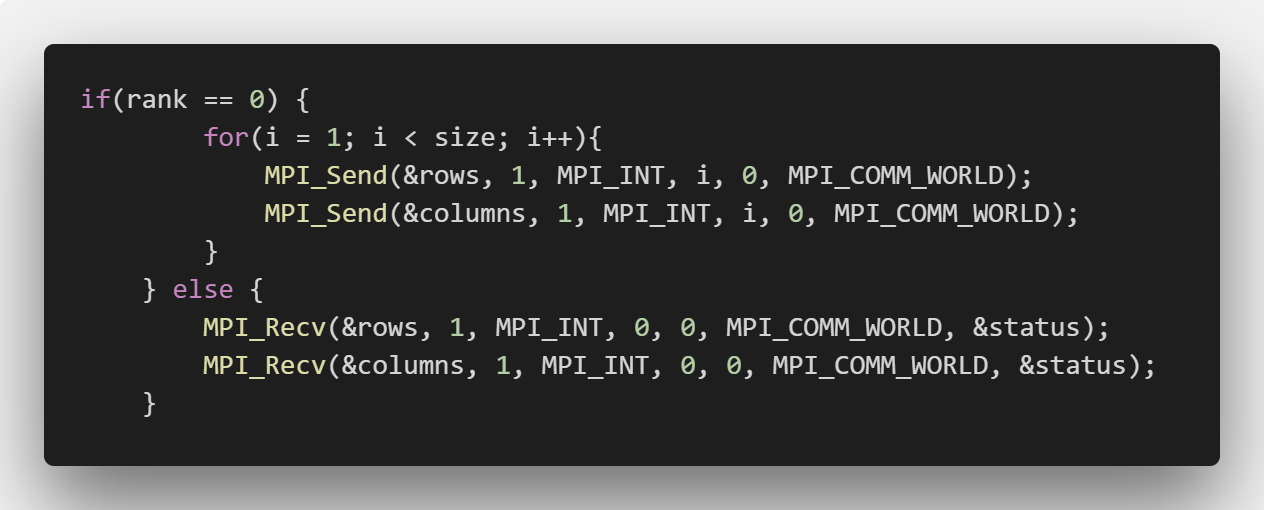 if(rank == 0) {
        for(i = 1; i < size; i++){
            MPI_Send(&rows, 1, MPI_INT, i, 0, MPI_COMM_WORLD);
            MPI_Send(&columns, 1, MPI_INT, i, 0, MPI_COMM_WORLD);
        }
    } else {
        MPI_Recv(&rows, 1, MPI_INT, 0, 0, MPI_COMM_WORLD, &status);
        MPI_Recv(&columns, 1, MPI_INT, 0, 0, MPI_COMM_WORLD, &status);
    }